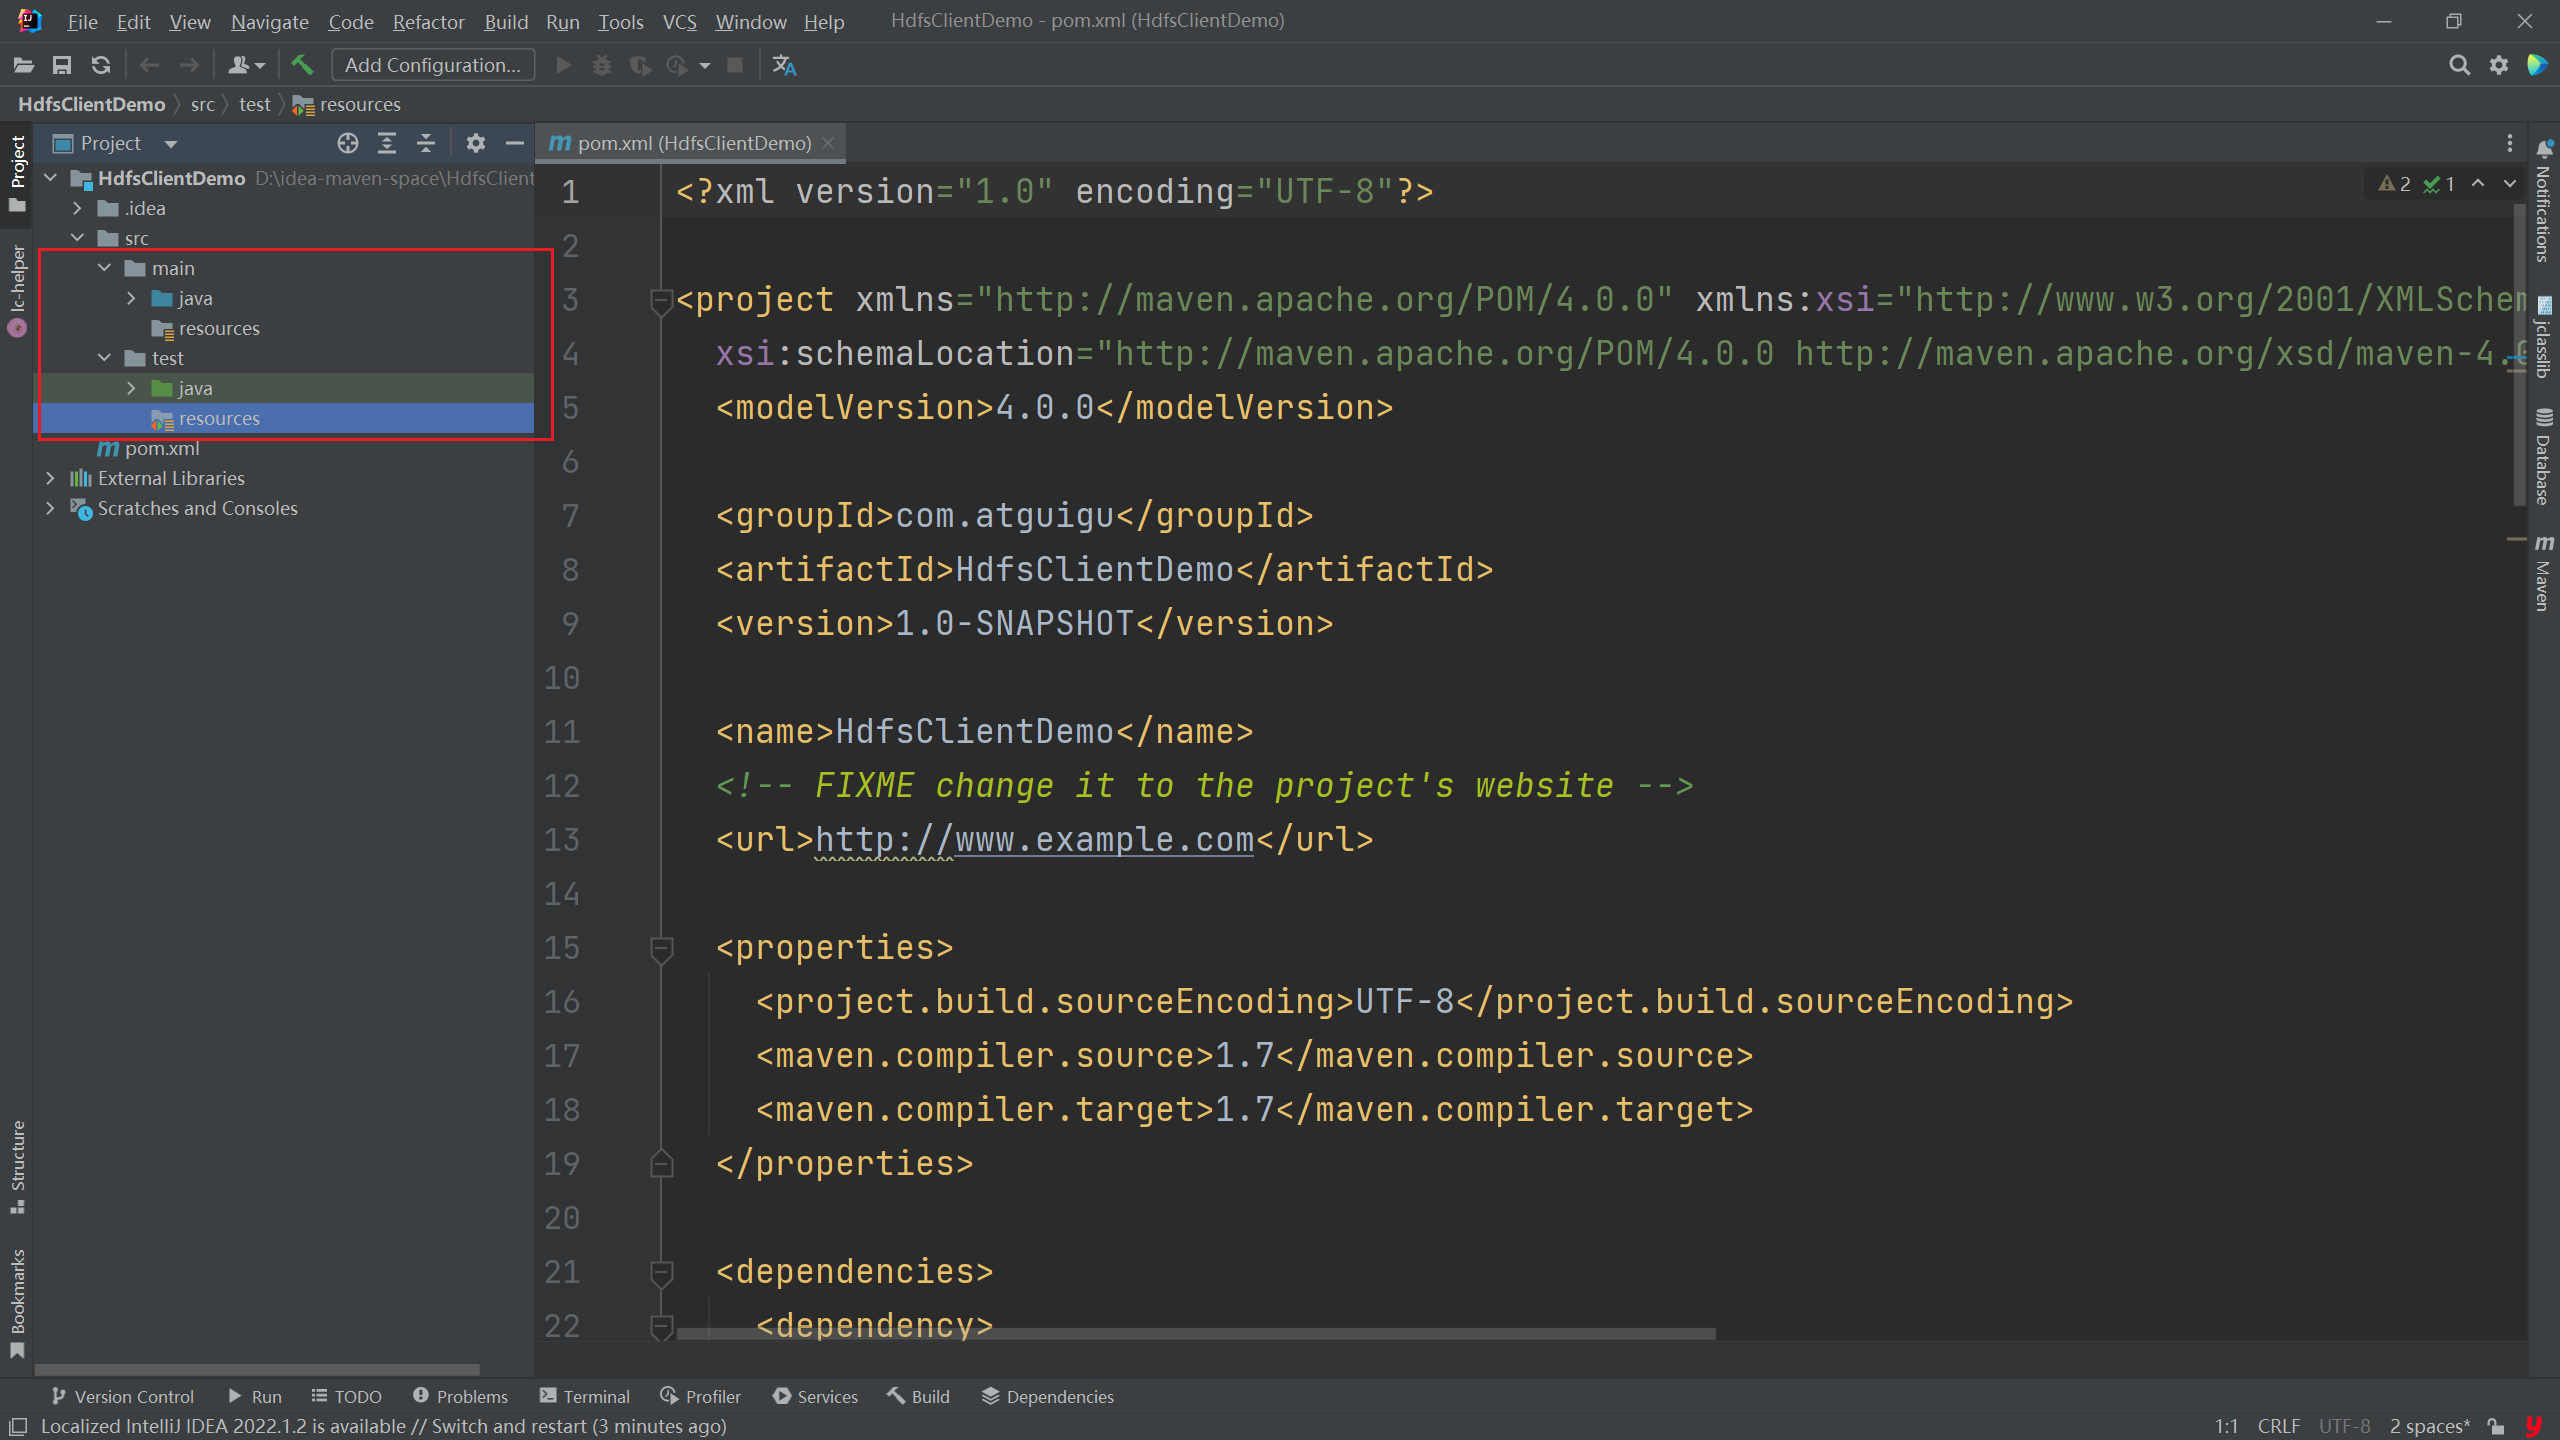 File Edit View Navigate Code Refactor Build Run Tools VCS Window Help HdfsClientDemo - pom.xml (HdfsClientDemo)
Add Configuration...
HdfsClientDemo src test resources
Project
pom.xml (HdfsClientDemo)
Project
lc-helper
Structure
Bookmarks
HdfsClientDemo D:\idea-maven-space\HdfsClient
.idea
src
main
java
resources
test
java
resources
pom.xml
External Libraries
Scratches and Consoles
2 1
1 <?xml version="1.0" encoding="UTF-8"?>
2
3 <project xmlns="http://maven.apache.org/POM/4.0.0" xmlns:xsi="http://www.w3.org/2001/XMLSchem
4 xsi:schemaLocation="http://maven.apache.org/POM/4.0.0 http://maven.apache.org/xsd/maven-4.0
5 <modelVersion>4.0.0</modelVersion>
6
7 <groupId>com.atguigu</groupId>
8 <artifactId>HdfsClientDemo</artifactId>
9 <version>1.0-SNAPSHOT</version>
10
11 <name>HdfsClientDemo</name>
12 <!-- FIXME change it to the project's website -->
13 <url>http://www.example.com</url>
14
15 <properties>
16 <project.build.sourceEncoding>UTF-8</project.build.sourceEncoding>
17 <maven.compiler.source>1.7</maven.compiler.source>
18 <maven.compiler.target>1.7</maven.compiler.target>
19 </properties>
20
21 <dependencies>
22 <dependency>
Notifications
jclasslib
Database
Maven
Version Control Run TODO Problems Terminal Profiler Services Build Dependencies
Localized IntelliJ IDEA 2022.1.2 is available // Switch and restart (3 minutes ago) 1:1 CRLF UTF-8 2 spaces*